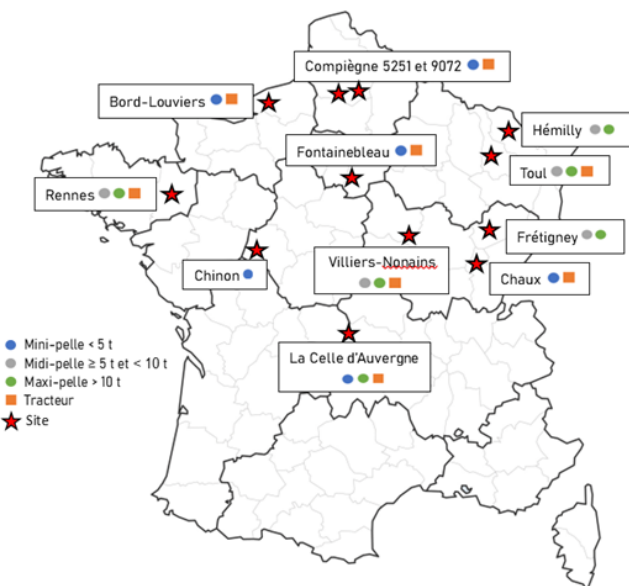 Compiègne 5251 et 9072
Bord-Louviers
Hémilly
Fontainebleau
Toul
Rennes
Frétigney
Villiers-Nonains
Chinon
Chaux
La Celle d'Auvergne
Mini-pelle < 5 t
Midi-pelle ≥ 5 t et < 10 t
Maxi-pelle > 10 t
Tracteur
Site